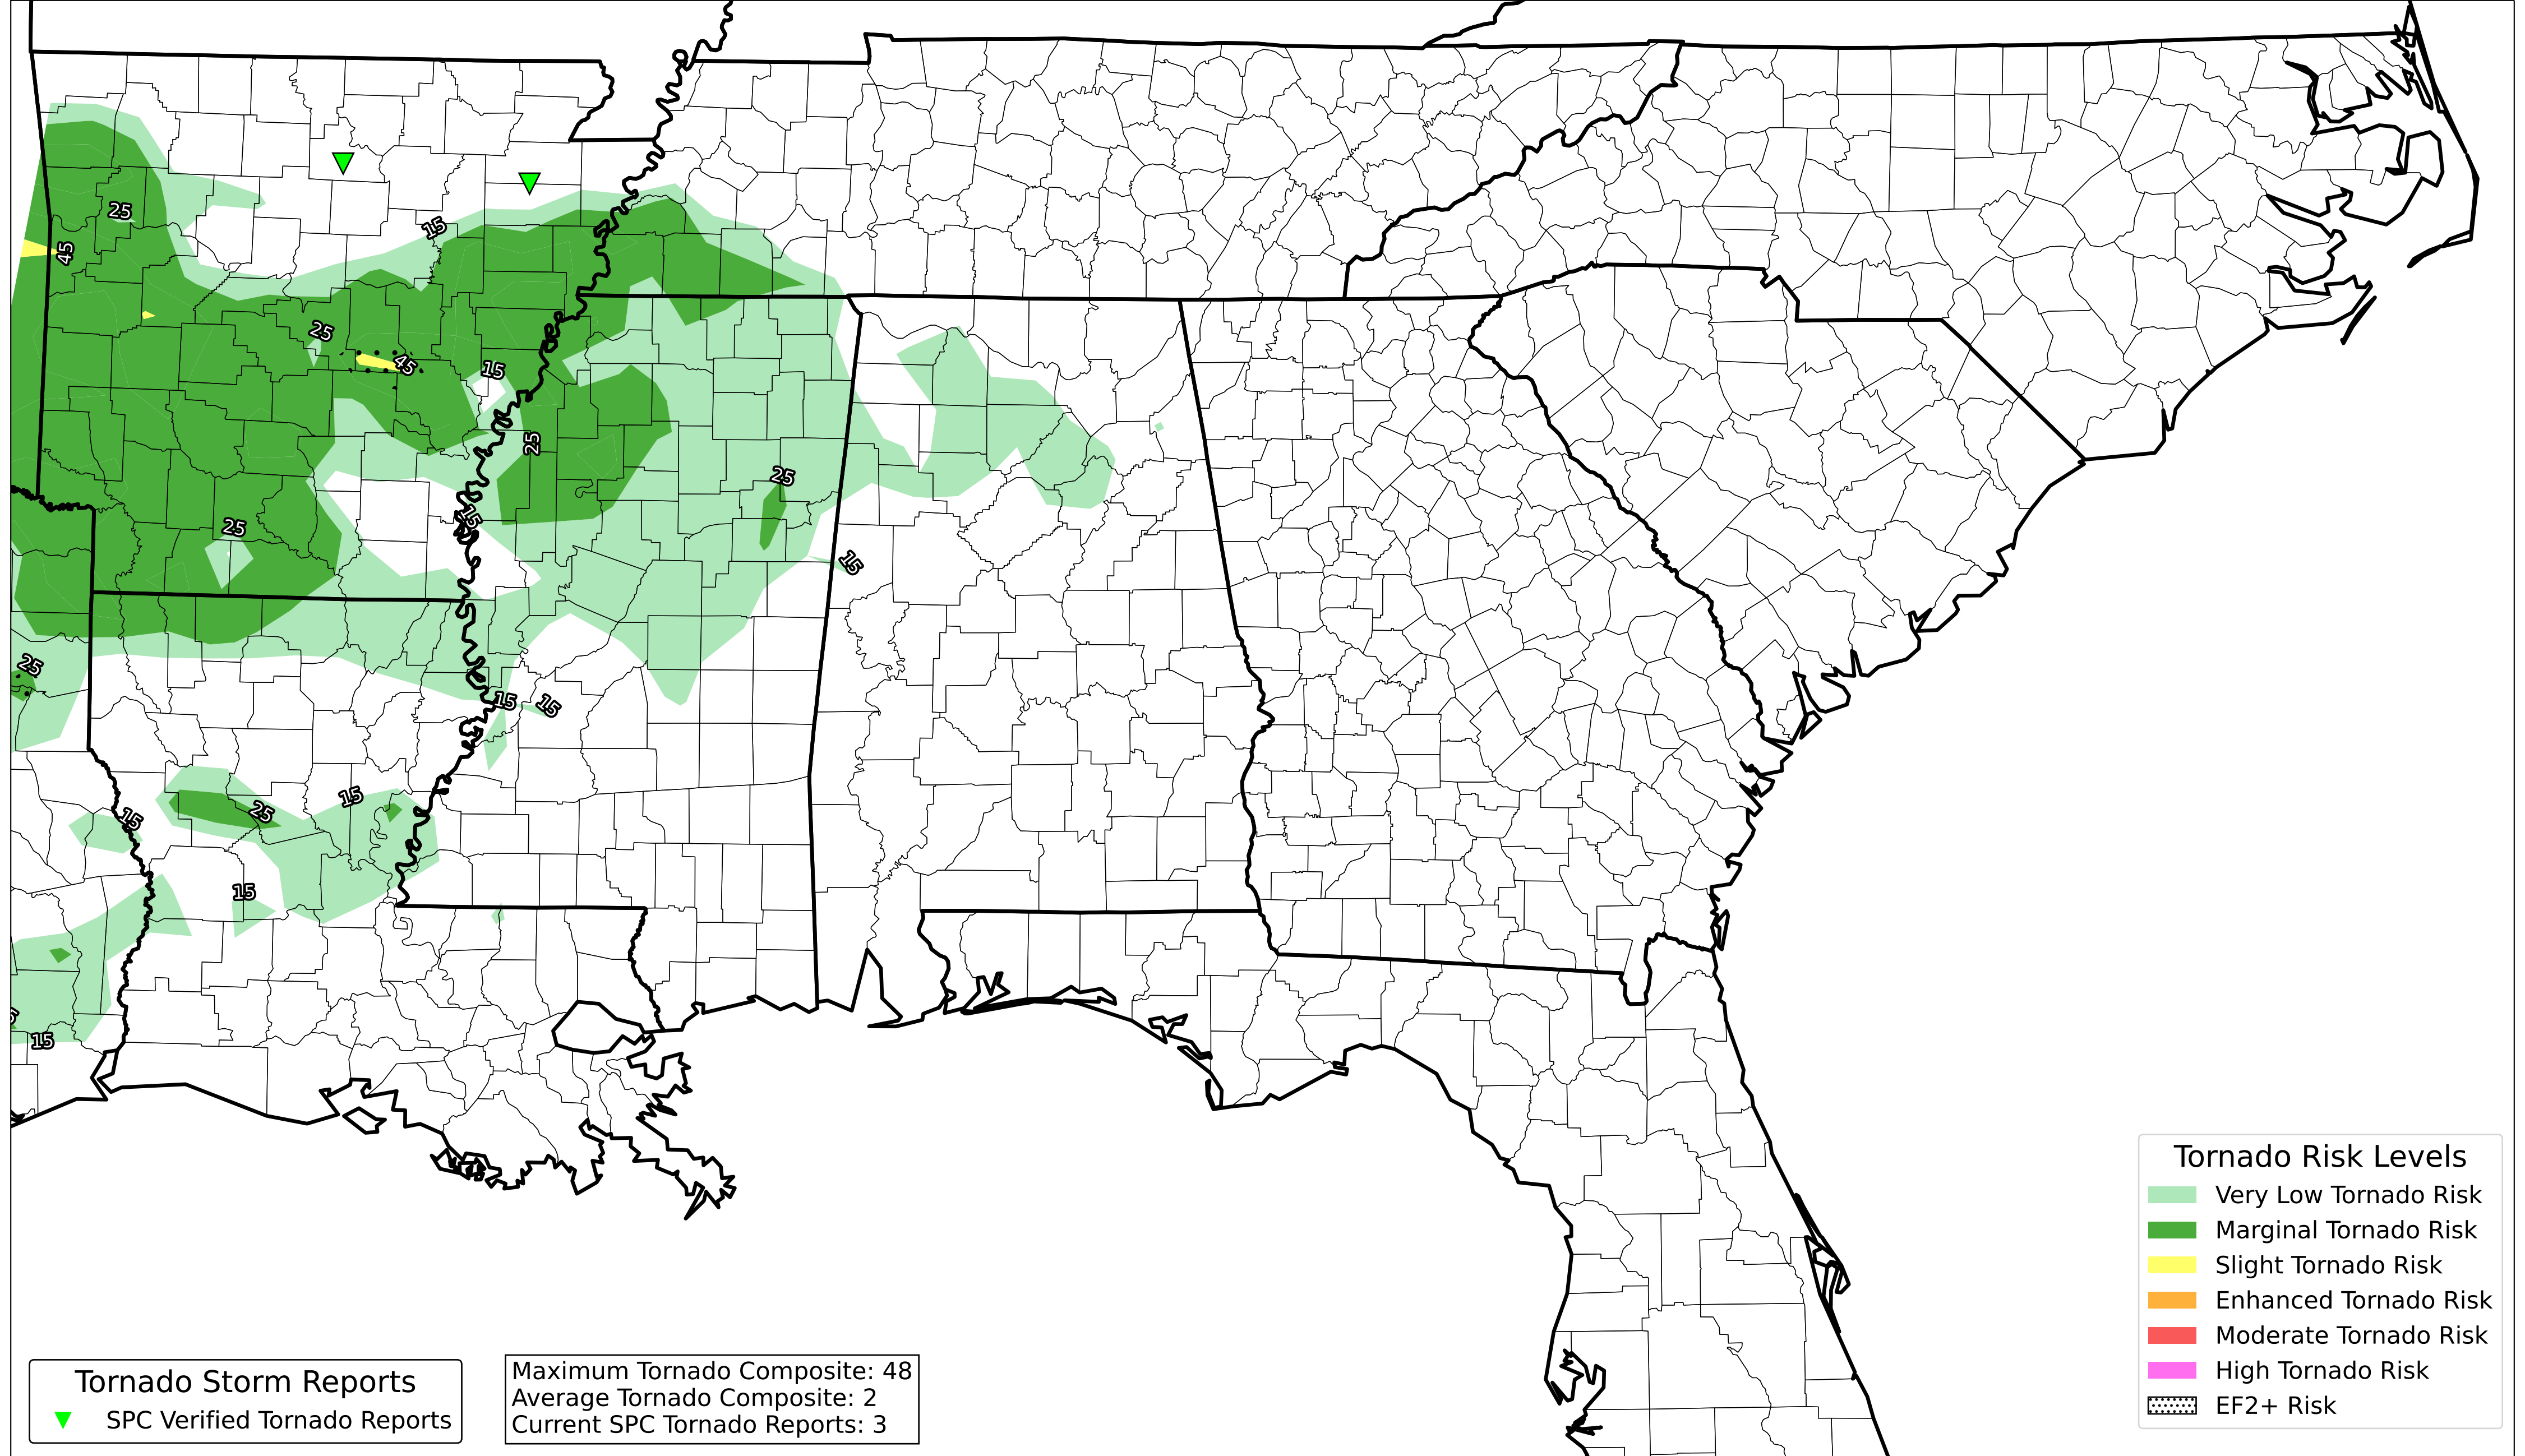 15
25
45
25
45
15
25
25
15
25
15
25
15
15
25
15
15
15
15
Tornado Risk Levels
Very Low Tornado Risk
Marginal Tornado Risk
Slight Tornado Risk
Enhanced Tornado Risk
Moderate Tornado Risk
High Tornado Risk
EF2+ Risk
Tornado Storm Reports
SPC Verified Tornado Reports
Maximum Tornado Composite: 48
Average Tornado Composite: 2
Current SPC Tornado Reports: 3